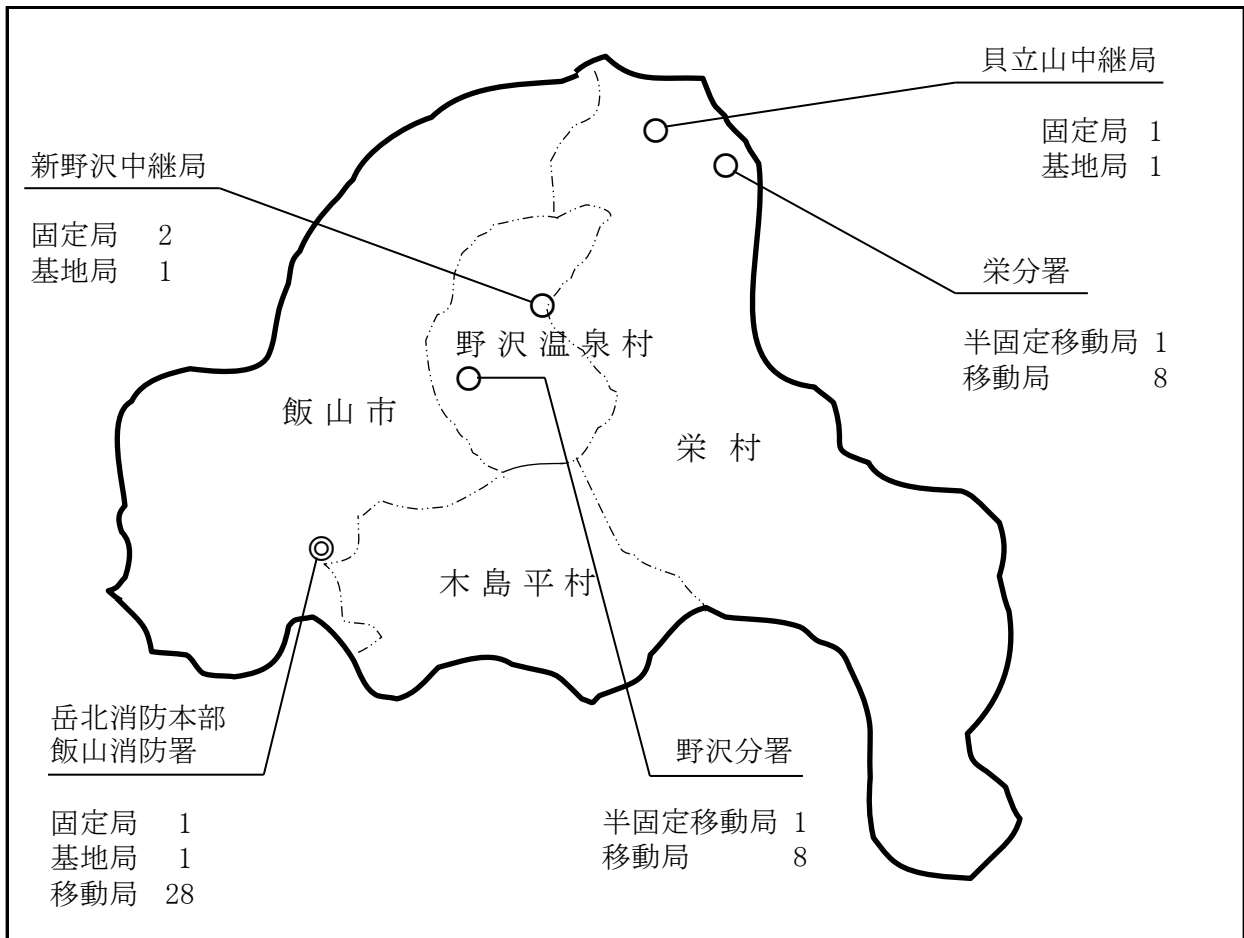 貝立山中継局
固定局 1
基地局 1
新野沢中継局
固定局 2
基地局 1
栄分署
半固定移動局 1
移動局 8
野沢温泉村
飯山市
栄村
木島平村
岳北消防本部
飯山消防署
固定局 1
基地局 1
移動局 28
野沢分署
半固定移動局 1
移動局 8